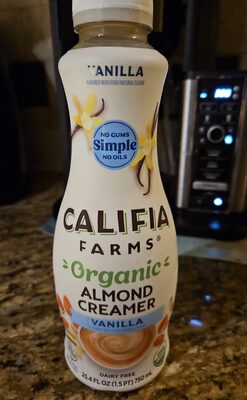 VANILLA
FLAVORED WITH OTHER NATURAL FLAVOR
NO GUMS
Simple
NO OILS
CALIFIA
FARMS®
Organic
ALMOND
CREAMER
VANILLA
DAIRY FREE
25.4 FL OZ (1.5 PT) 750 mL